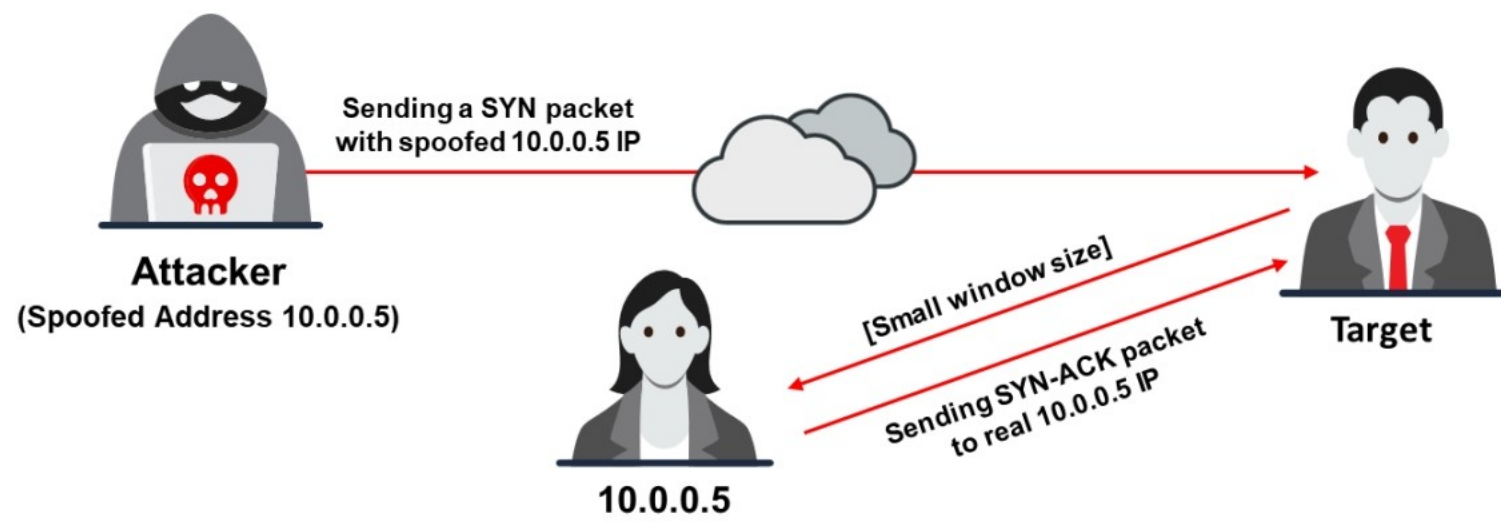 Sending a SYN packet
with spoofed 10.0.0.5 IP
Attacker
(Spoofed Address 10.0.0.5)
[Small window size]
Sending SYN-ACK packet
to real 10.0.0.5 IP
Target
10.0.0.5